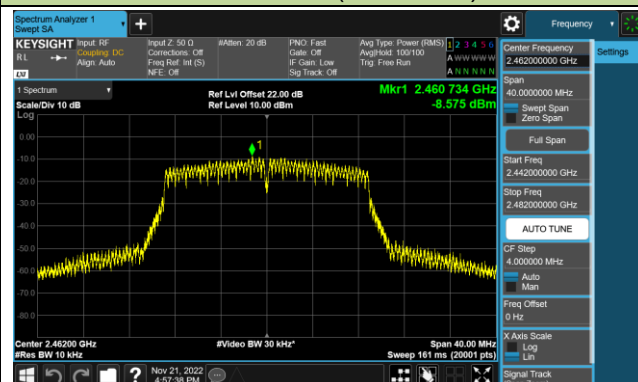 Spectrum Analyzer 1
Swept SA
+
Frequency
KEYSIGHT
RL
LXI
Input: RF
Coupling: DC
Align: Auto
Input Z: 50 Ω
Corrections: Off
Freq Ref: Int (S)
NFE: Off
#Atten: 20 dB
PNO: Fast
Gate: Off
IF Gain: Low
Sig Track: Off
Avg Type: Power (RMS)
Avg|Hold: 100/100
Trig: Free Run
1 2 3 4 5 6
A W W W W W
A N N N N N
1 Spectrum
Scale/Div 10 dB
Log
Ref Lvl Offset 22.00 dB
Ref Level 10.00 dBm
Mkr1 2.460 734 GHz
-8.575 dBm
1
0.00
-10.0
-20.0
-30.0
-40.0
-50.0
-60.0
-70.0
-80.0
Center 2.46200 GHz
#Res BW 10 kHz
#Video BW 30 kHz*
Span 40.00 MHz
Sweep 161 ms (20001 pts)
Nov 21, 2022
4:57:38 PM
Center Frequency
2.462000000 GHz
Span
40.0000000 MHz
Swept Span
Zero Span
Full Span
Start Freq
2.442000000 GHz
Stop Freq
2.482000000 GHz
AUTO TUNE
CF Step
4.000000 MHz
Auto
Man
Freq Offset
0 Hz
X Axis Scale
Log
Lin
Signal Track
Settings